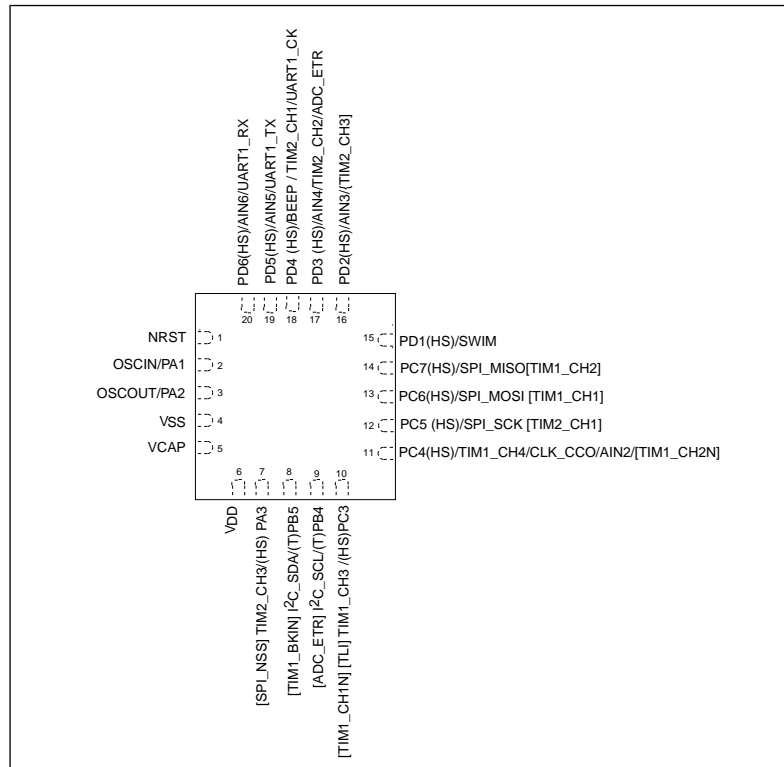 PD6(HS)/AIN6/UART1_RX
PD5(HS)/AIN5/UART1_TX
PD4 (HS)/BEEP / TIM2_CH1/UART1_CK
PD3 (HS)/AIN4/TIM2_CH2/ADC_ETR
PD2(HS)/AIN3/{TIM2_CH3]
20
19
18
17
16
NRST
1
OSCIN/PA1
2
OSCOUT/PA2
3
VSS
4
VCAP
5
15
PD1(HS)/SWIM
14
PC7(HS)/SPI_MISO[TIM1_CH2]
13
PC6(HS)/SPI_MOSI [TIM1_CH1]
12
PC5 (HS)/SPI_SCK [TIM2_CH1]
11
PC4(HS)/TIM1_CH4/CLK_CCO/AIN2/[TIM1_CH2N]
6
7
8
9
10
VDD
[SPI_NSS] TIM2_CH3/(HS) PA3
[TIM1_BKIN] I²C_SDA/(T)PB5
[ADC_ETR] I²C_SCL/(T)PB4
[TIM1_CH1N] [TLI] TIM1_CH3 /(HS)PC3